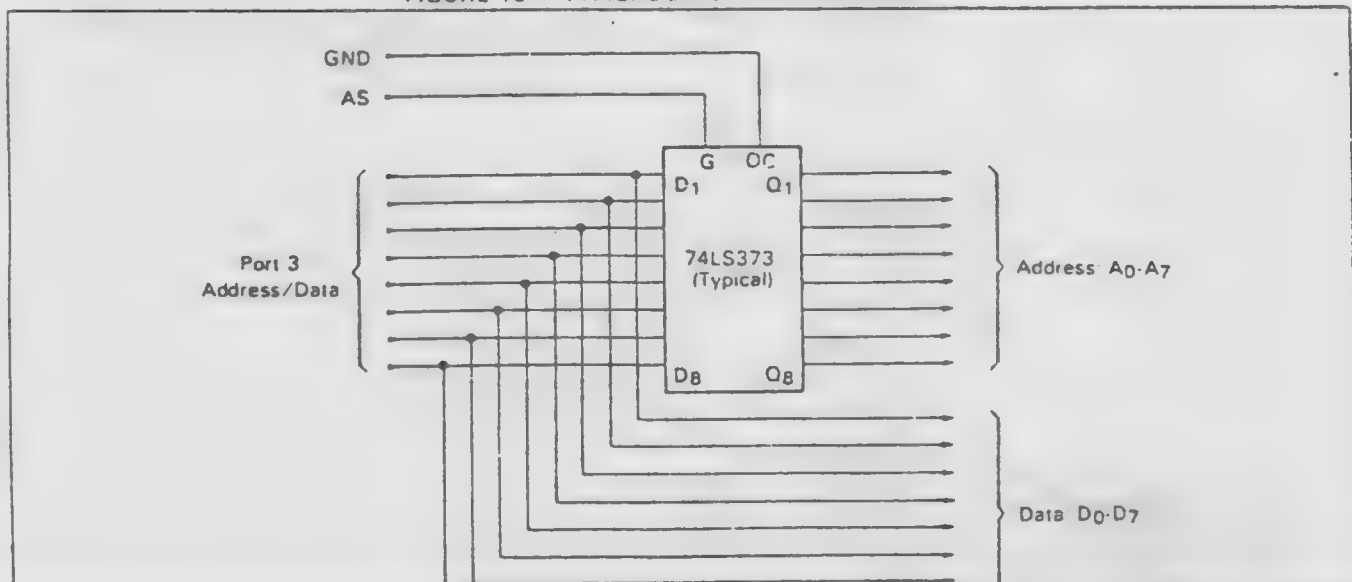 GND
AS
G OC
D1 Q1
Port 3
Address/Data
74LS373
(Typical)
Address A0-A7
D8 Q8
Data D0-D7